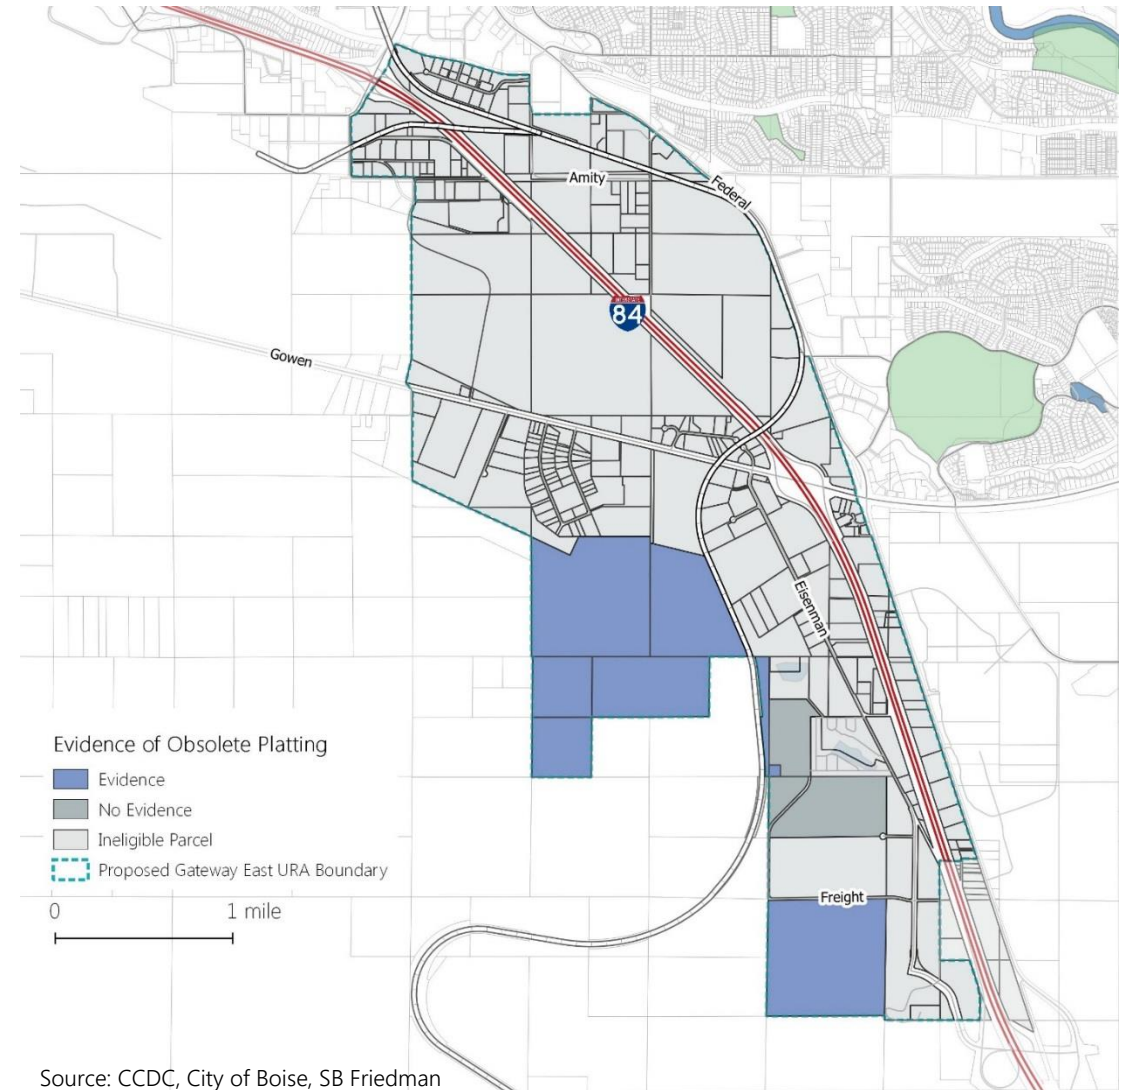 Amity
Federal
84
Gowen
Eisenman
Evidence of Obsolete Platting
Evidence
No Evidence
Ineligible Parcel
Proposed Gateway East URA Boundary
0 1 mile
Freight
Source: CCDC, City of Boise, SB Friedman